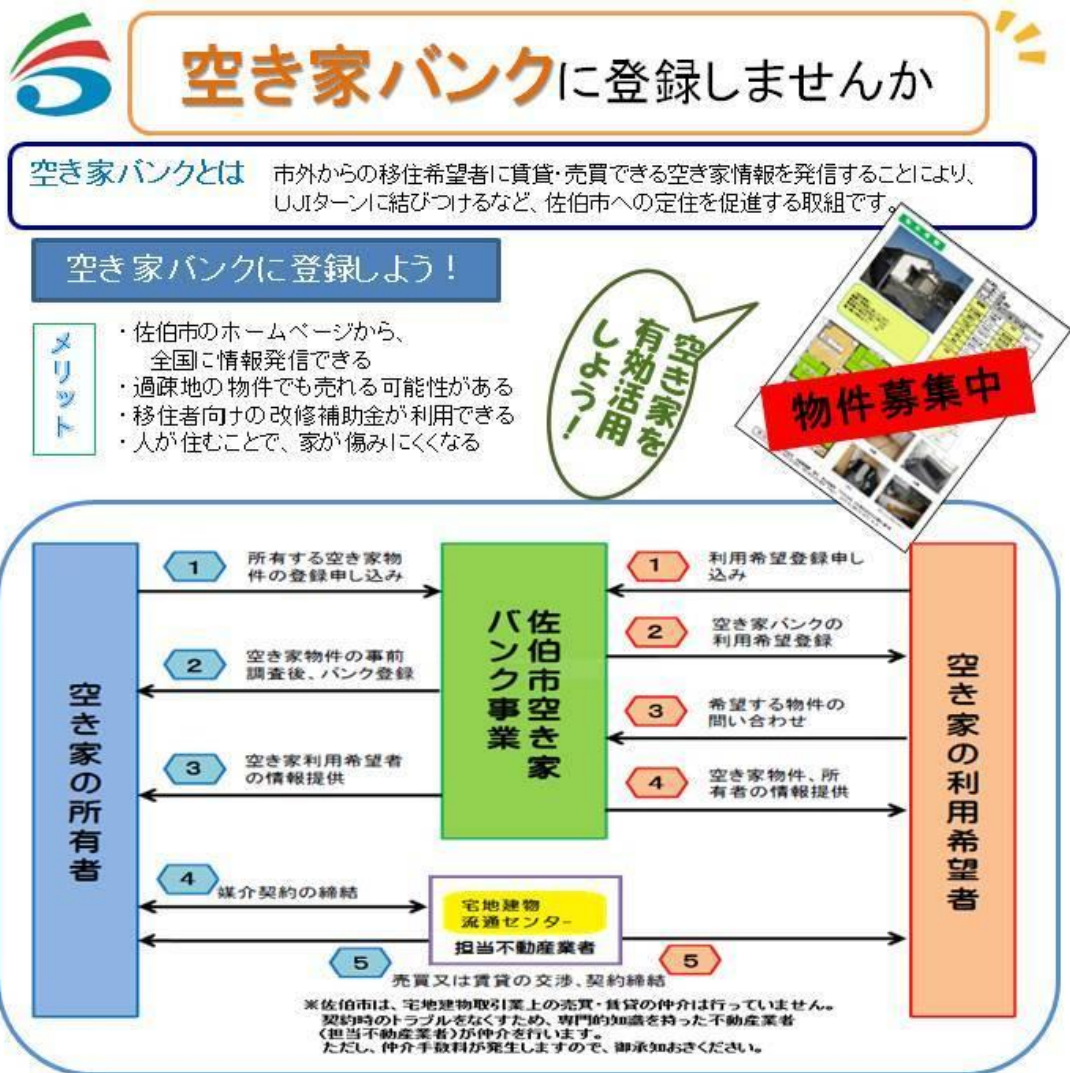 空き家バンクに登録しませんか
空き家バンクとは
市外からの移住希望者に賃貸・売買できる空き家情報を発信することにより、
UJIターンに結びつけるなど、佐伯市への定住を促進する取組です。
空き家バンクに登録しよう！
メリット
・佐伯市のホームページから、
全国に情報発信できる
・過疎地の物件でも売れる可能性がある
・移住者向けの改修補助金が利用できる
・人が住むことで、家が傷みにくくなる
空き家を
有効活用
しよう！
物件募集中
空き家の所有者
1
所有する空き家物
件の登録申し込み
2
空き家物件の事前
調査後、バンク登録
3
空き家利用希望者
の情報提供
4
媒介契約の締結
佐伯市空き家
バンク事業
1
利用希望登録申し
込み
2
空き家バンクの
利用希望登録
3
希望する物件の
問い合わせ
4
空き家物件、所
有者の情報提供
空き家の利用希望者
宅地建物
流通センター
担当不動産業者
5
5
売買又は賃貸の交渉、契約締結
※佐伯市は、宅地建物取引業上の売買・賃貸の仲介は行っていません。
契約時のトラブルをなくすため、専門的知識を持った不動産業者
（担当不動産業者）が仲介を行います。
ただし、仲介手数料が発生しますので、御承知おきください。